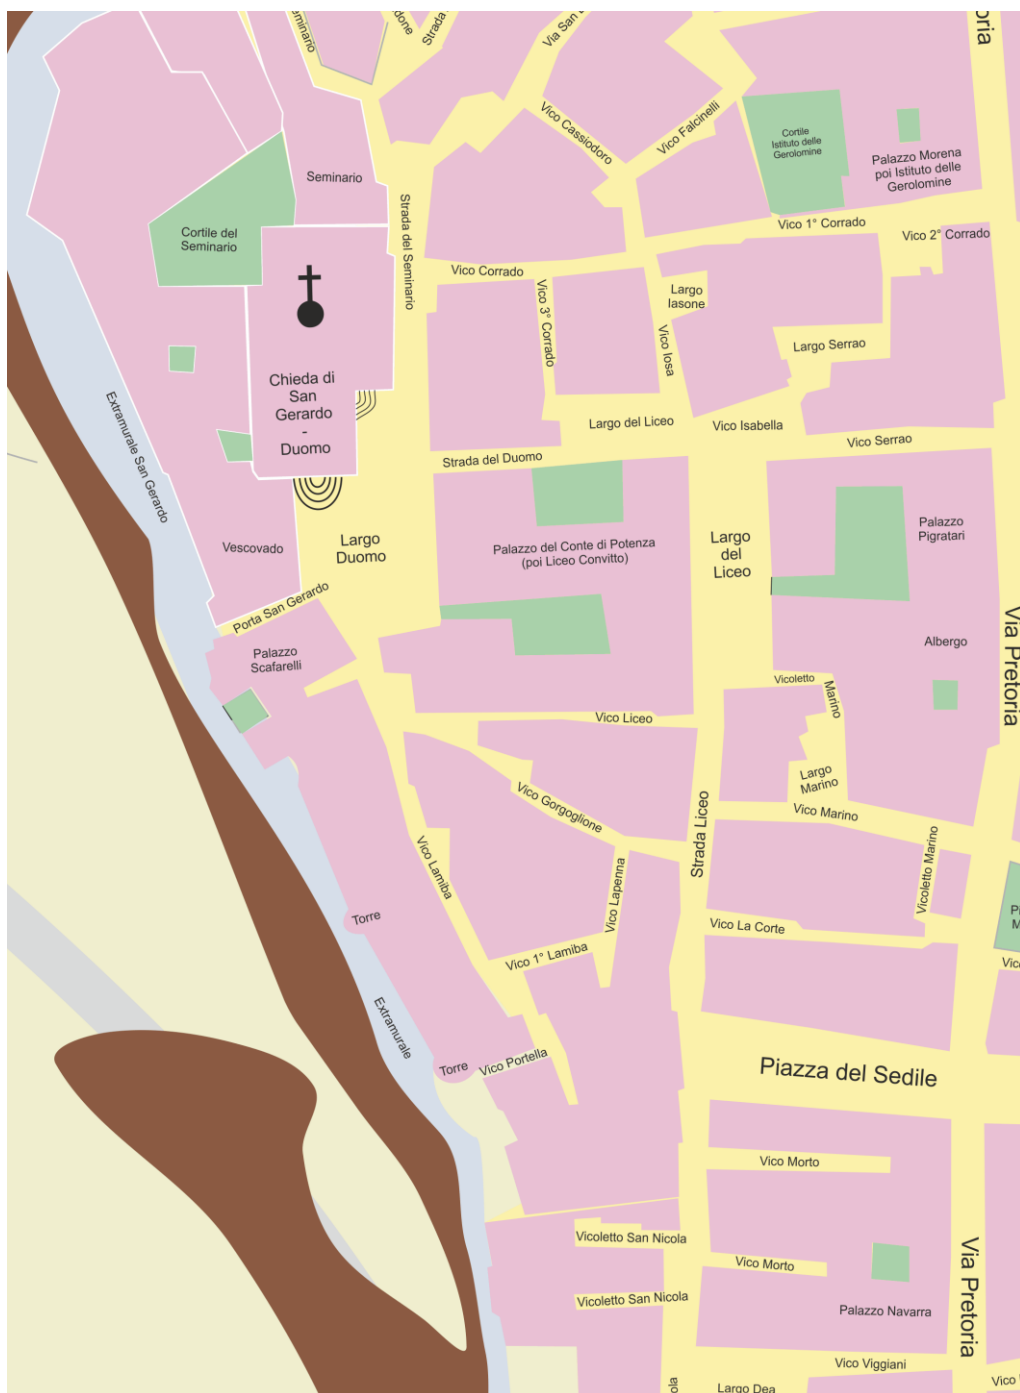 oria
Strada
Via San
Vico Cassiodoro
Vico Falcinelli
Cortile
Istituto delle
Gerolomine
Palazzo Morena
poi Istituto delle
Gerolomine
Seminario
Strada del Seminario
Cortile del
Seminario
Vico 1° Corrado
Vico 2° Corrado
Vico Corrado
Vico 3° Corrado
Largo
Iasone
Vico Iosa
Largo Serrao
Chieda di
San
Gerardo
-
Duomo
Extramurale San Gerardo
Largo del Liceo
Vico Isabella
Vico Serrao
Strada del Duomo
Vescovado
Largo
Duomo
Palazzo del Conte di Potenza
(poi Liceo Convitto)
Largo
del
Liceo
Palazzo
Pigratari
Porta San Gerardo
Palazzo
Scafarelli
Albergo
Via Pretoria
Vicoletto
Marino
Vico Liceo
Largo
Marino
Vico Gorgoglione
Vico Marino
Strada Liceo
Vico Lamiba
Vico Lapenna
Vicoletto Marino
Torre
Vico La Corte
Vico 1° Lamiba
Extramurale
Torre
Vico Portella
Piazza del Sedile
Vico Morto
Vicoletto San Nicola
Vico Morto
Via Pretoria
Vicoletto San Nicola
Palazzo Navarra
Vico Viggiani
Largo Dea